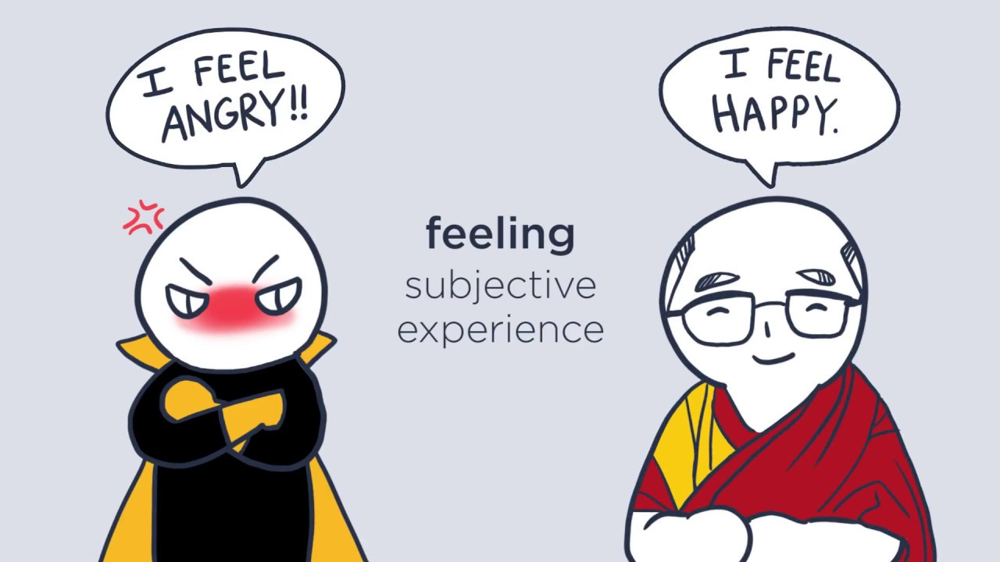 I FEEL
ANGRY!!
I FEEL
HAPPY.
feeling
subjective
experience